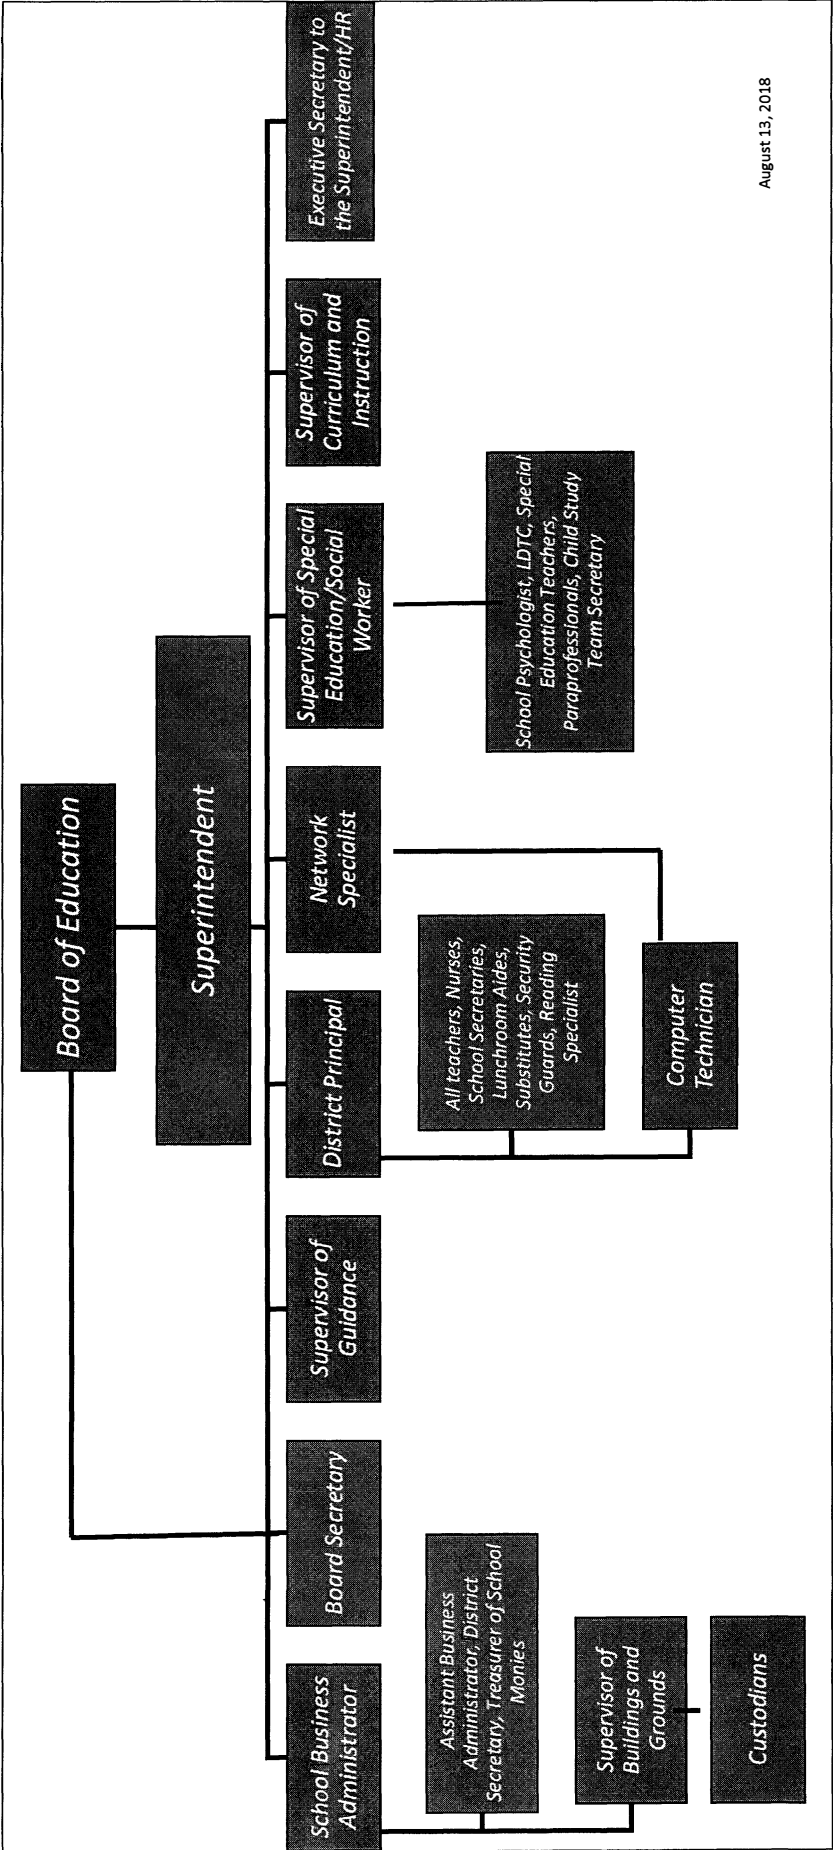 Board of Education
Superintendent
School Business
Administrator
Board Secretary
Supervisor of
Guidance
District Principal
Network
Specialist
Supervisor of Special
Education/Social
Worker
Supervisor of
Curriculum and
Instruction
Executive Secretary to
the Superintendent/HR
Assistant Business
Administrator, District
Secretary, Treasurer of School
Monies
Supervisor of
Buildings and
Grounds
Custodians
All teachers, Nurses,
School Secretaries,
Lunchroom Aides,
Substitutes, Security
Guards, Reading
Specialist
Computer
Technician
School Psychologist, LDTC, Special
Education Teachers,
Paraprofessionals, Child Study
Team Secretary
August 13, 2018